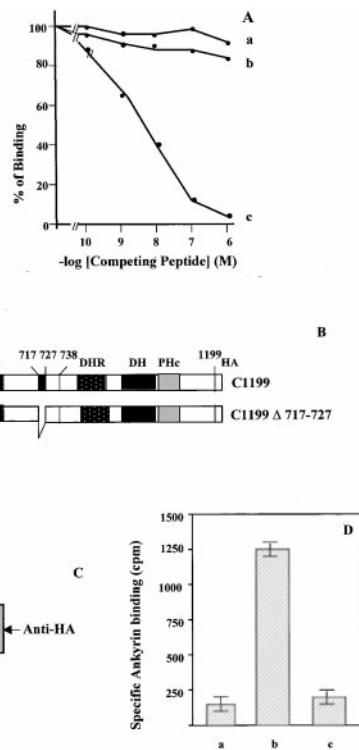 A
100
a
80
b
60
% of Binding
40
20
0
c
10 9 8 7 6
-log [Competing Peptide] (M)
B
717 727 738
1199
DHR DH PHc HA
C1199
C1199 Δ 717-727
C
Anti-HA
D
Specific Ankyrin binding (cpm)
1500
1250
1000
750
500
250
a b c